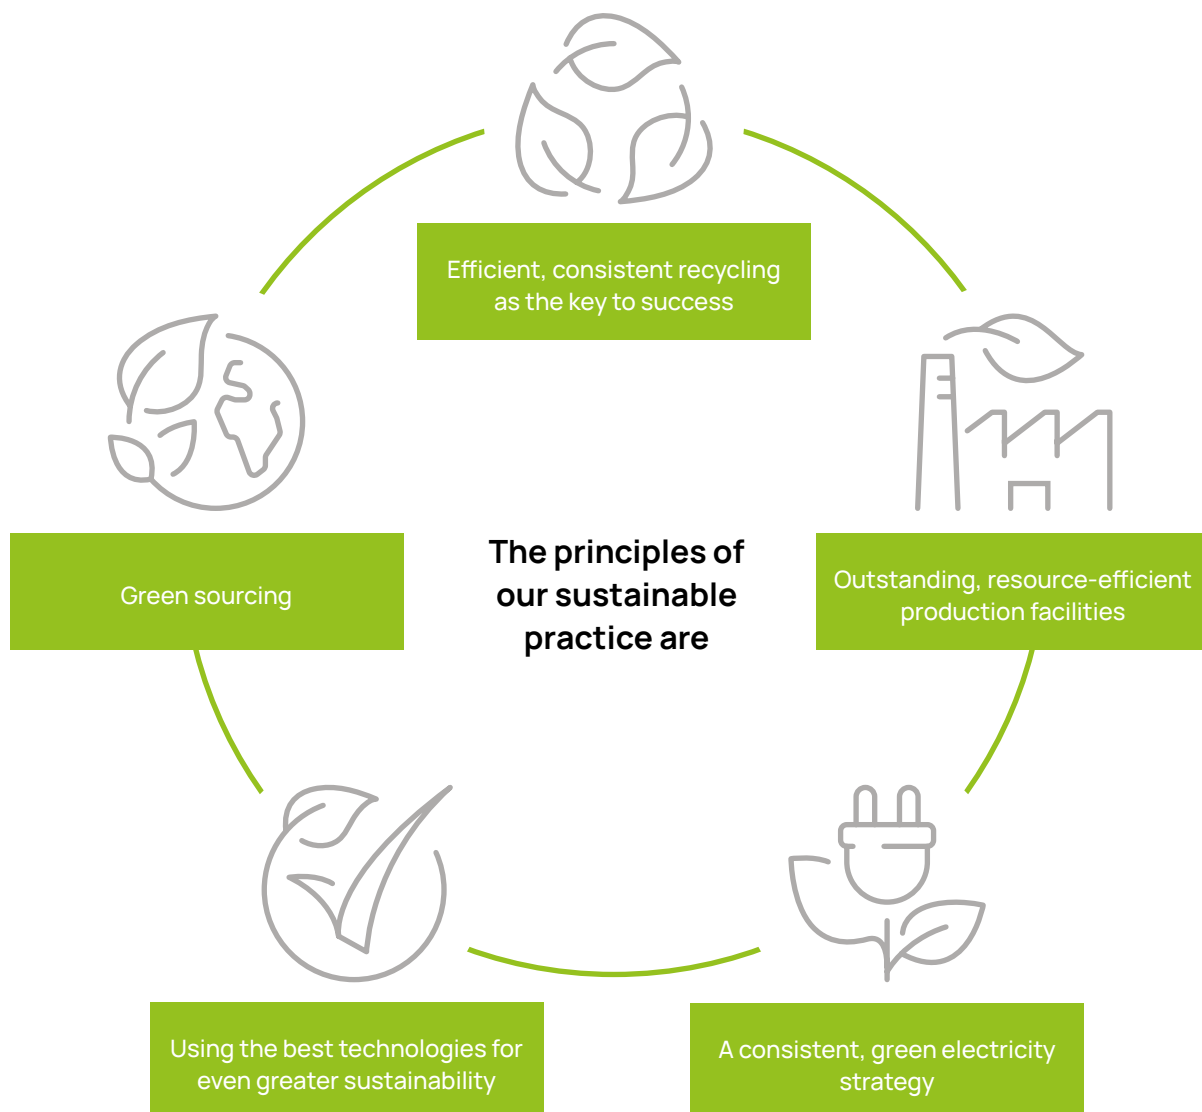 Efficient, consistent recycling
as the key to success
Green sourcing
The principles of
our sustainable
practice are
Outstanding, resource-efficient
production facilities
Using the best technologies for
even greater sustainability
A consistent, green electricity
strategy